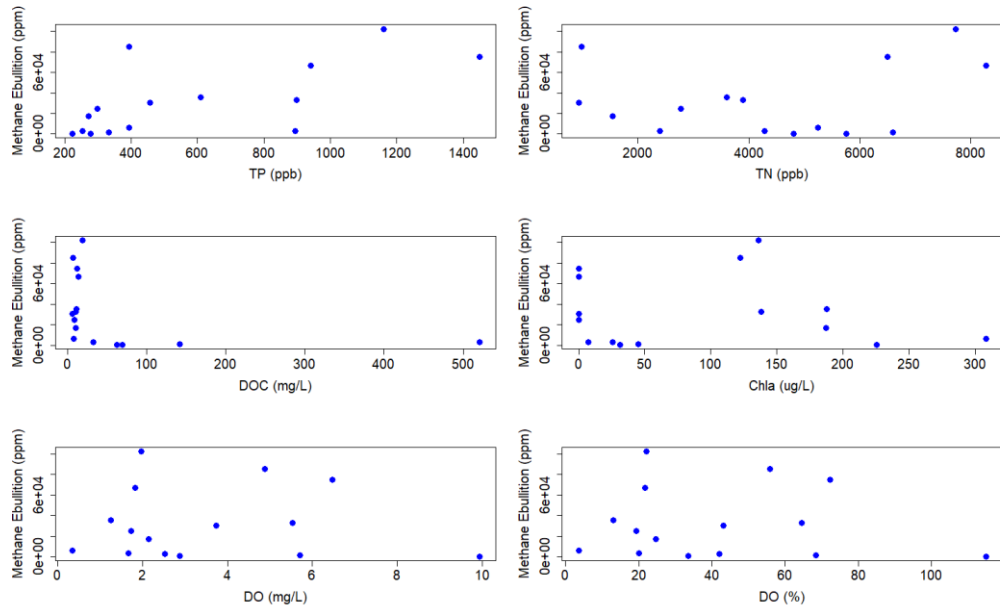 Methane Ebullition (ppm)
0e+00 6e+04
200 400 600 800 1000 1200 1400
TP (ppb)
Methane Ebullition (ppm)
0e+00 6e+04
2000 4000 6000 8000
TN (ppb)
Methane Ebullition (ppm)
0e+00 6e+04
0 100 200 300 400 500
DOC (mg/L)
Methane Ebullition (ppm)
0e+00 6e+04
0 50 100 150 200 250 300
Chla (ug/L)
Methane Ebullition (ppm)
0e+00 6e+04
0 2 4 6 8 10
DO (mg/L)
Methane Ebullition (ppm)
0e+00 6e+04
0 20 40 60 80 100
DO (%)